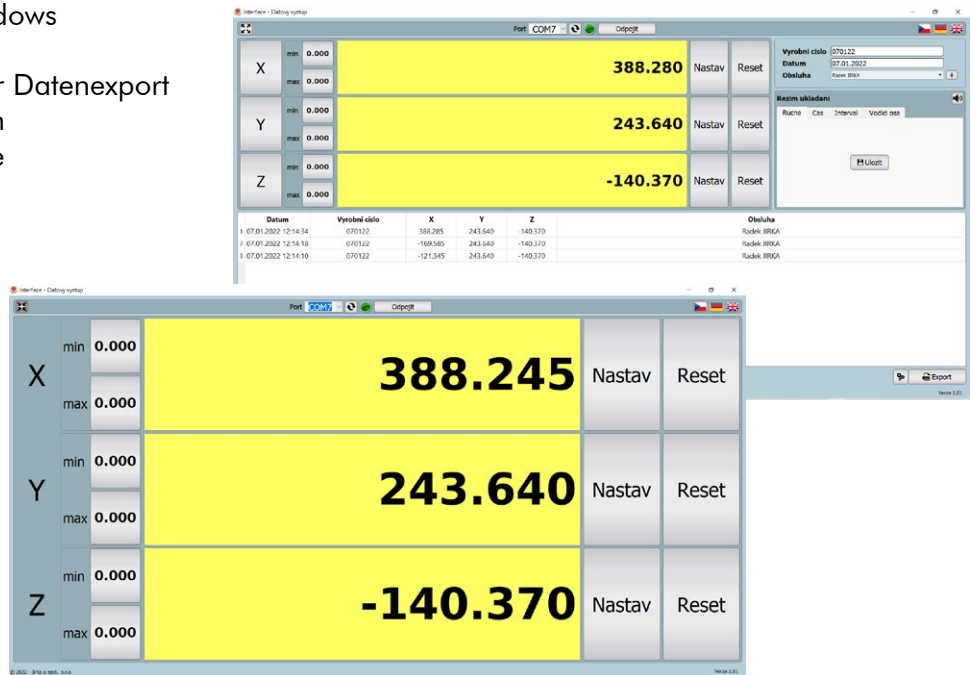 dows
r Datenexport
n
e
Interface - Datovy vystup
Port COM7 Odpojit
X min 0.000 max 0.000 388.280 Nastav Reset
Y min 0.000 max 0.000 243.640 Nastav Reset
Z min 0.000 max 0.000 -140.370 Nastav Reset
Vyrobni cislo 070122
Datum 07.01.2022
Obsluha Radek JIRKA
Rezim ukladani
Rucne Cas Interval Vodici osa
Ulozit
Datum Vyrobni cislo X Y Z Obsluha
1 07.01.2022 12:14:34 070122 388.285 243.640 -140.370 Radek JIRKA
2 07.01.2022 12:14:18 070122 -169.585 243.640 -140.370 Radek JIRKA
3 07.01.2022 12:14:10 070122 -121.345 243.640 -140.370 Radek JIRKA
Export
Verze 1.01
Interface - Datovy vystup
Port COM7 Odpojit
X min 0.000 max 0.000 388.245 Nastav Reset
Y min 0.000 max 0.000 243.640 Nastav Reset
Z min 0.000 max 0.000 -140.370 Nastav Reset
© 2022 - a spol., s.r.o. Verze 1.01